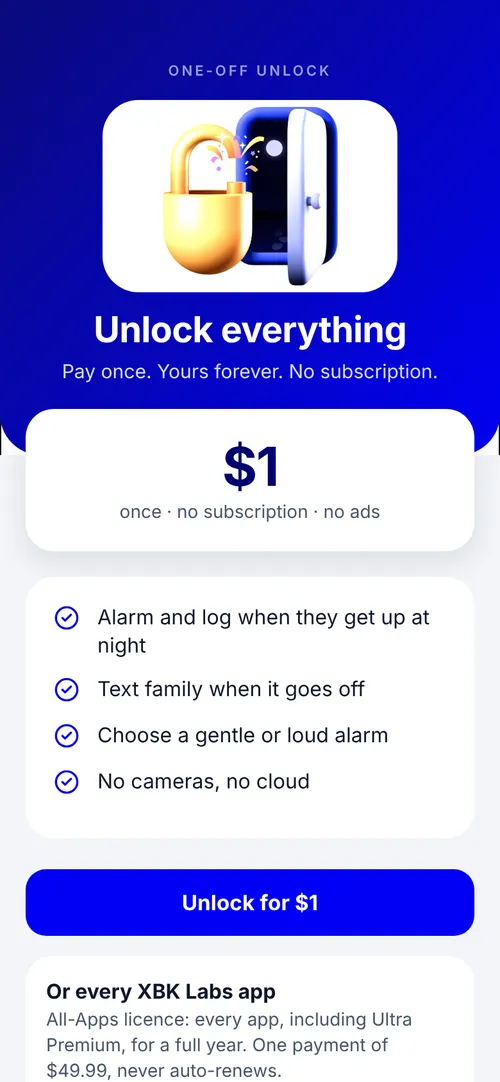 ONE-OFF UNLOCK
Unlock everything
Pay once. Yours forever. No subscription.
$1
once · no subscription · no ads
Alarm and log when they get up at
night
Text family when it goes off
Choose a gentle or loud alarm
No cameras, no cloud
Unlock for $1
Or every XBK Labs app
All-Apps licence: every app, including Ultra
Premium, for a full year. One payment of
$49.99, never auto-renews.